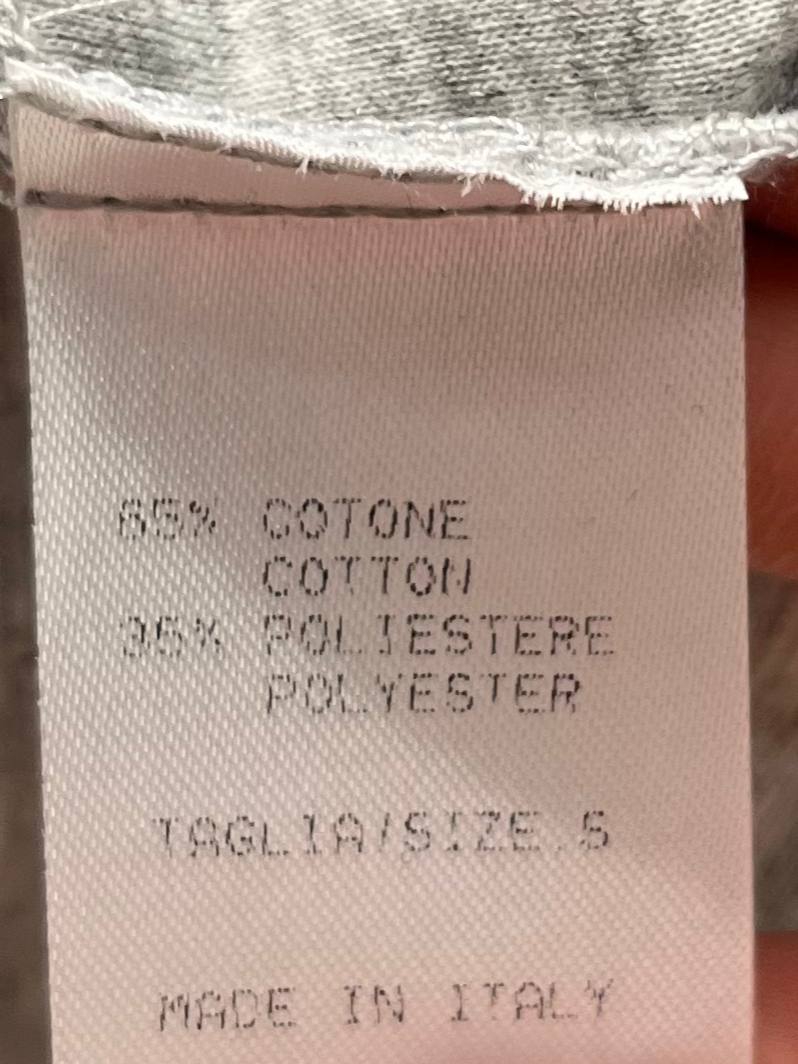 65% COTONE
COTTON
35% POLIESTERE
POLYESTER
TAGLIA/SIZE.S
MADE IN ITALY